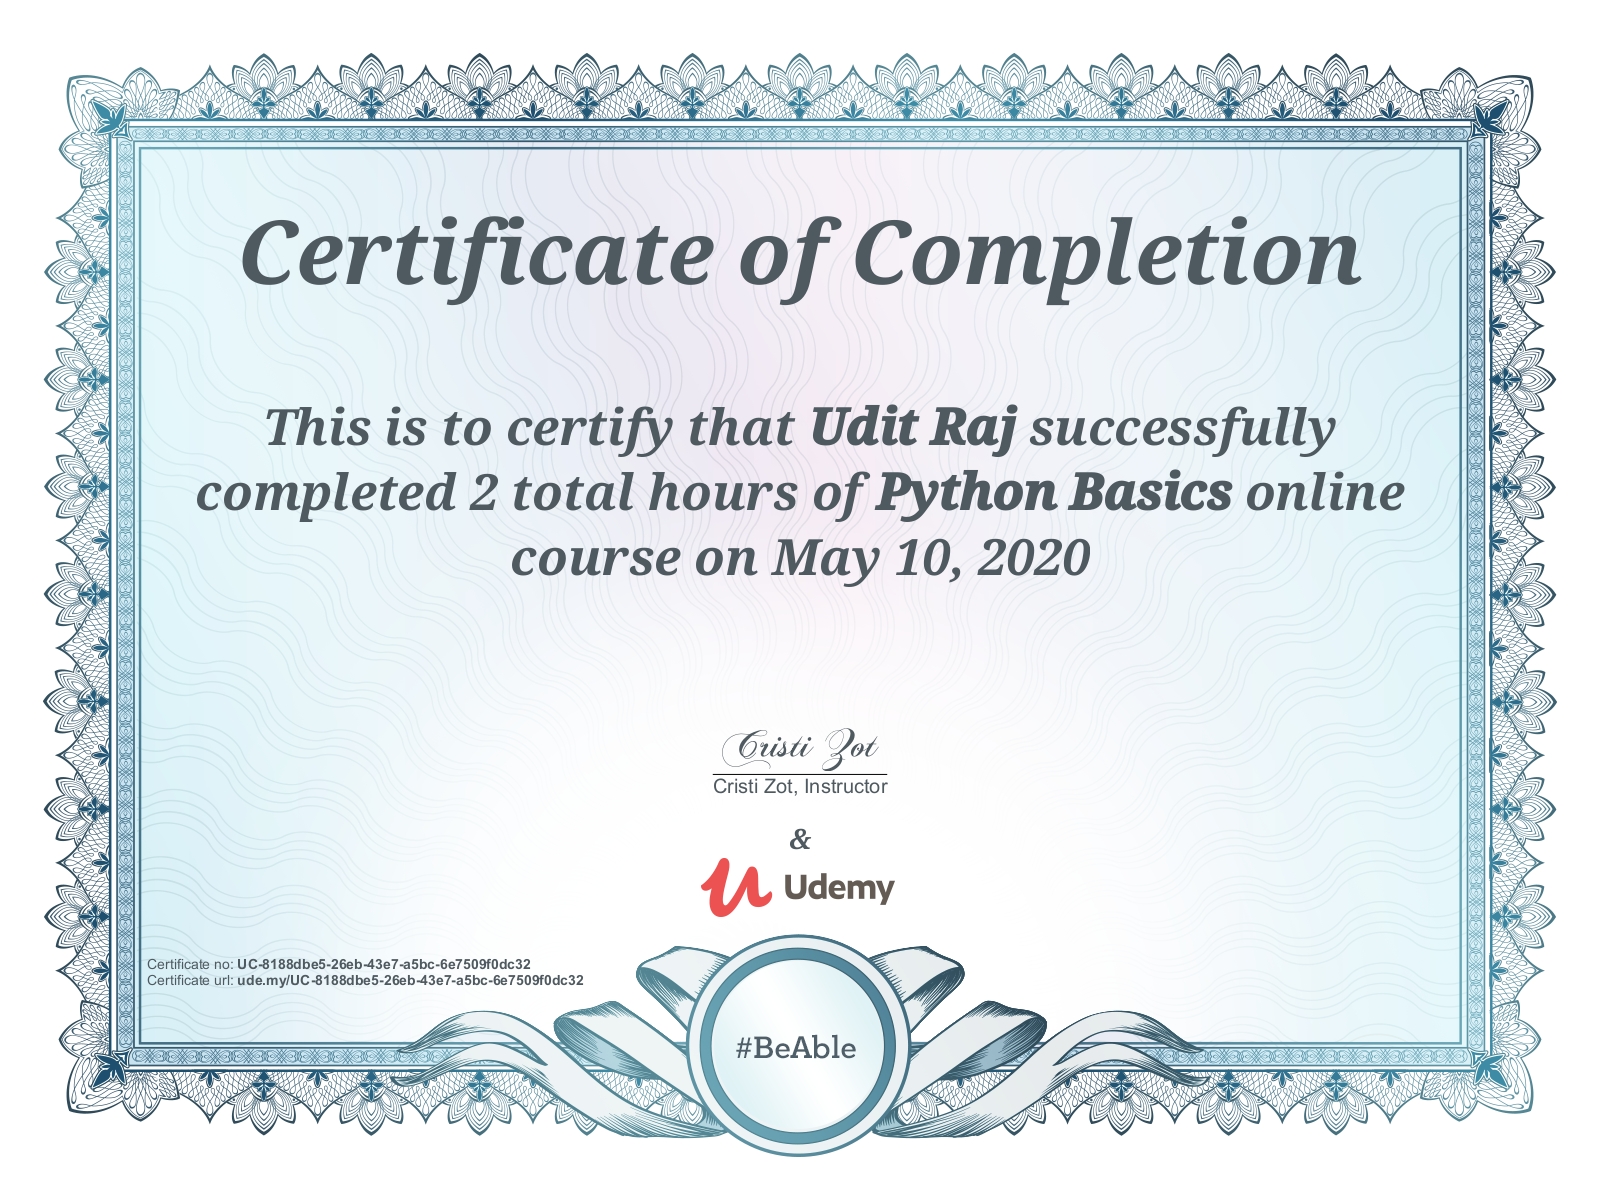 Certificate of Completion
This is to certify that Udit Raj successfully
completed 2 total hours of Python Basics online
course on May 10, 2020
Cristi Zot
Cristi Zot, Instructor
&
Udemy
Certificate no: UC-8188dbe5-26eb-43e7-a5bc-6e7509f0dc32
Certificate url: ude.my/UC-8188dbe5-26eb-43e7-a5bc-6e7509f0dc32
#BeAble